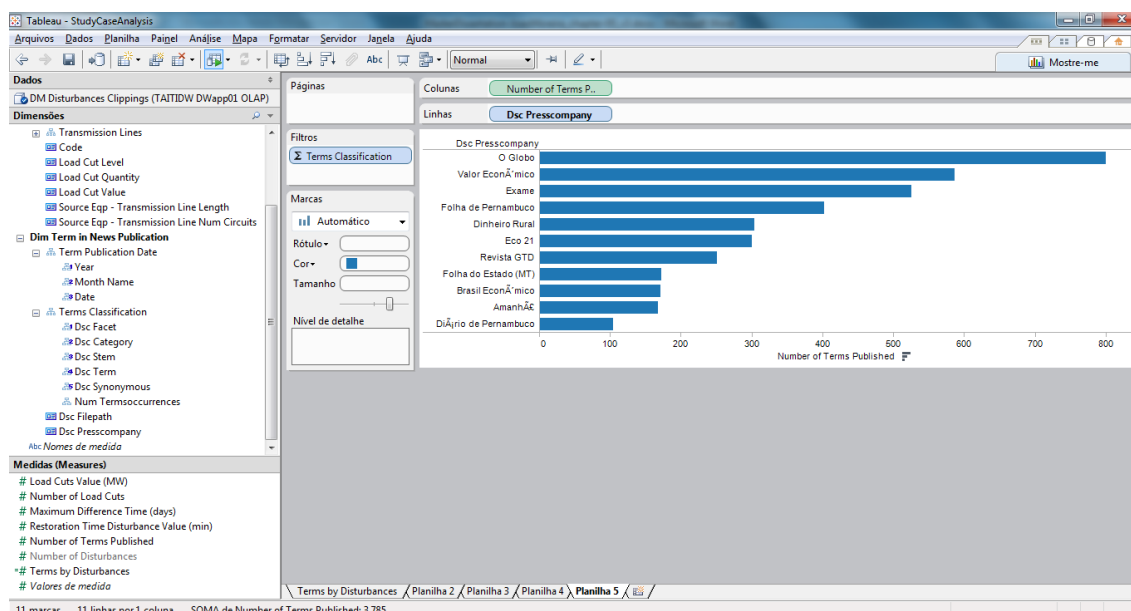 Tableau - StudyCaseAnalysis
Arquivos Dados Planilha Painel Análise Mapa Formatar Servidor Janela Ajuda
Abc Normal
Mostre-me
Dados
DM Disturbances Clippings (TAITIDW DWapp01 OLAP)
Dimensões
Transmission Lines
Code
Load Cut Level
Load Cut Quantity
Load Cut Value
Source Eqp - Transmission Line Length
Source Eqp - Transmission Line Num Circuits
Dim Term in News Publication
Term Publication Date
Year
Month Name
Date
Terms Classification
Dsc Facet
Dsc Category
Dsc Stem
Dsc Term
Dsc Synonymous
Num Termsoccurrences
Dsc Filepath
Dsc Presscompany
Abc Nomes de medida
Medidas (Measures)
# Load Cuts Value (MW)
# Number of Load Cuts
# Maximum Difference Time (days)
# Restoration Time Disturbance Value (min)
# Number of Terms Published
# Number of Disturbances
=# Terms by Disturbances
# Valores de medida
Páginas
Filtros
Σ Terms Classification
Marcas
Automático
Rótulo
Cor
Tamanho
Nível de detalhe
Colunas Number of Terms P..
Linhas Dsc Presscompany
Dsc Presscompany
O Globo
Valor EconÃ´mico
Exame
Folha de Pernambuco
Dinheiro Rural
Eco 21
Revista GTD
Folha do Estado (MT)
Brasil EconÃ´mico
AmanhÃ£
DiÃ¡rio de Pernambuco
0 100 200 300 400 500 600 700 800
Number of Terms Published
Terms by Disturbances Planilha 2 Planilha 3 Planilha 4 Planilha 5
11 marcas 11 linhas por 1 coluna SOMA de Number of Terms Published: 3.785